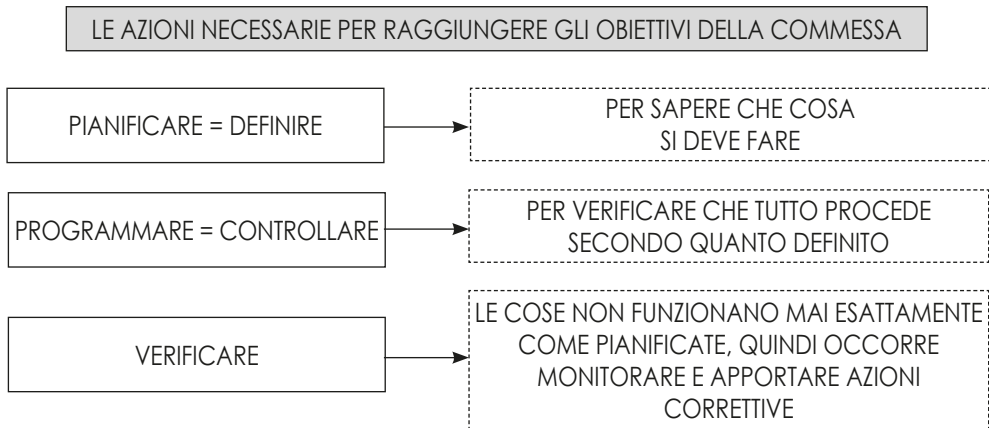 LE AZIONI NECESSARIE PER RAGGIUNGERE GLI OBIETTIVI DELLA COMMESSA
PIANIFICARE = DEFINIRE
PER SAPERE CHE COSA
SI DEVE FARE
PROGRAMMARE = CONTROLLARE
PER VERIFICARE CHE TUTTO PROCEDE
SECONDO QUANTO DEFINITO
VERIFICARE
LE COSE NON FUNZIONANO MAI ESATTAMENTE
COME PIANIFICATE, QUINDI OCCORRE
MONITORARE E APPORTARE AZIONI
CORRETTIVE